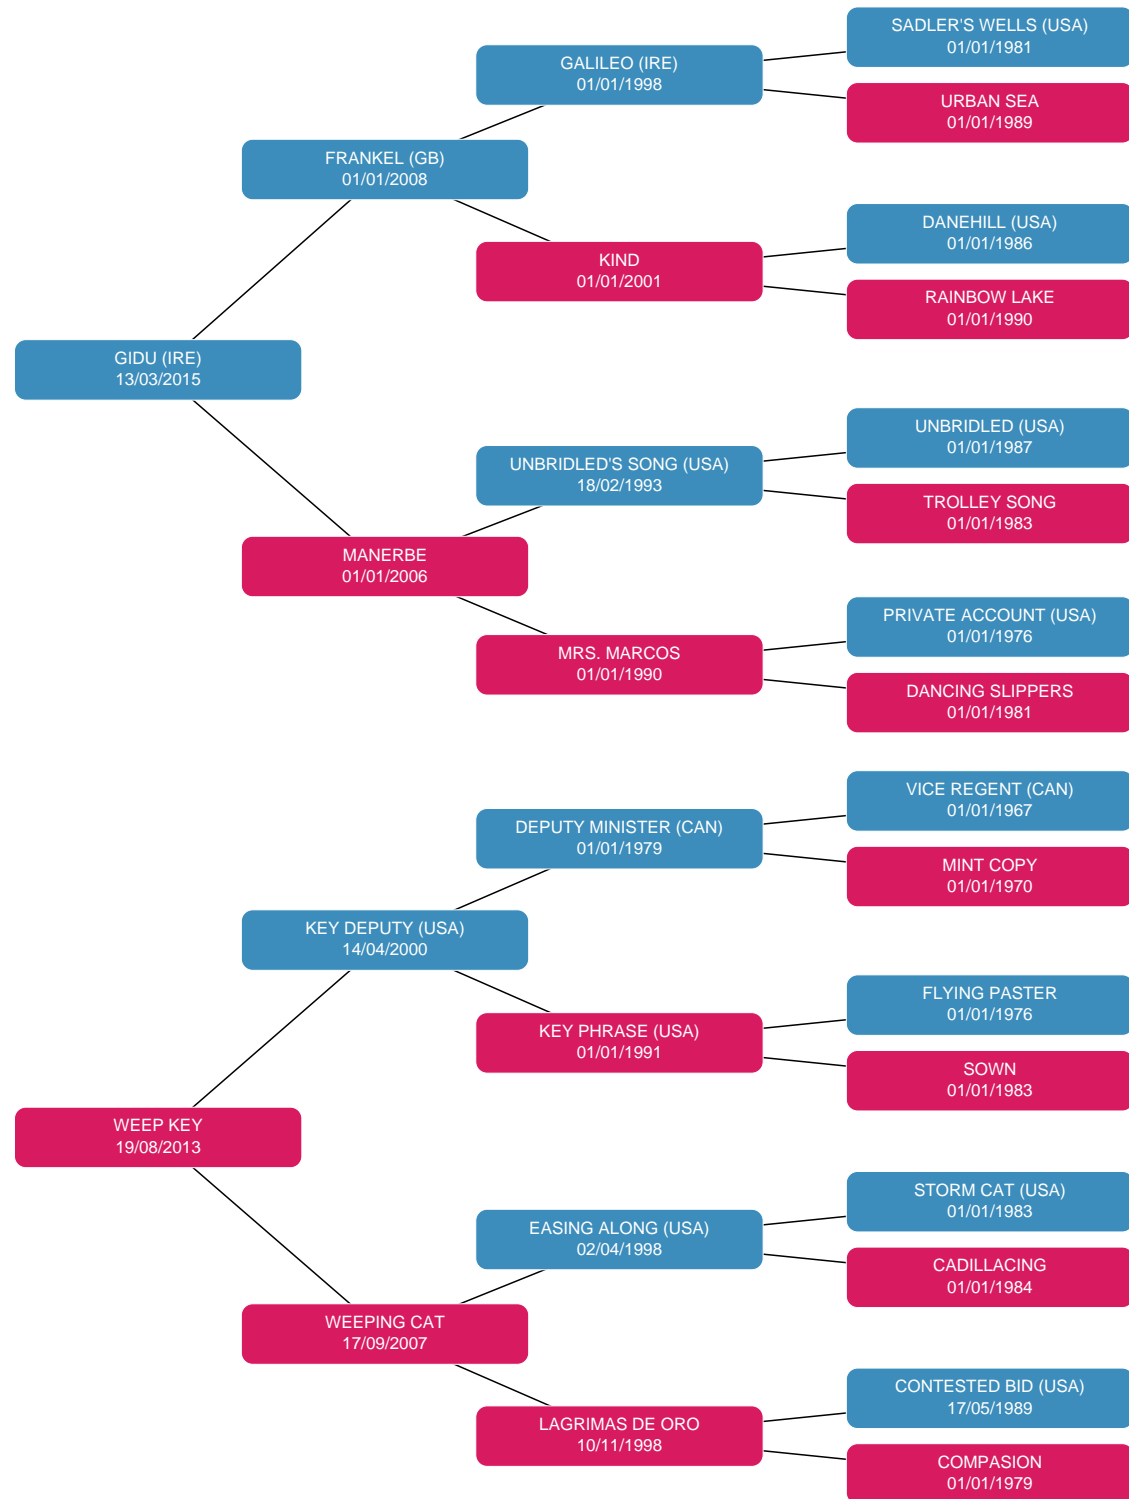 SADLER'S WELLS (USA)
01/01/1981
GALILEO (IRE)
01/01/1998
URBAN SEA
01/01/1989
FRANKEL (GB)
01/01/2008
DANEHILL (USA)
01/01/1986
KIND
01/01/2001
RAINBOW LAKE
01/01/1990
GIDU (IRE)
13/03/2015
UNBRIDLED (USA)
01/01/1987
UNBRIDLED'S SONG (USA)
18/02/1993
TROLLEY SONG
01/01/1983
MANERBE
01/01/2006
PRIVATE ACCOUNT (USA)
01/01/1976
MRS. MARCOS
01/01/1990
DANCING SLIPPERS
01/01/1981
VICE REGENT (CAN)
01/01/1967
DEPUTY MINISTER (CAN)
01/01/1979
MINT COPY
01/01/1970
KEY DEPUTY (USA)
14/04/2000
FLYING PASTER
01/01/1976
KEY PHRASE (USA)
01/01/1991
SOWN
01/01/1983
WEEP KEY
19/08/2013
STORM CAT (USA)
01/01/1983
EASING ALONG (USA)
02/04/1998
CADILLACING
01/01/1984
WEEPING CAT
17/09/2007
CONTESTED BID (USA)
17/05/1989
LAGRIMAS DE ORO
10/11/1998
COMPASION
01/01/1979